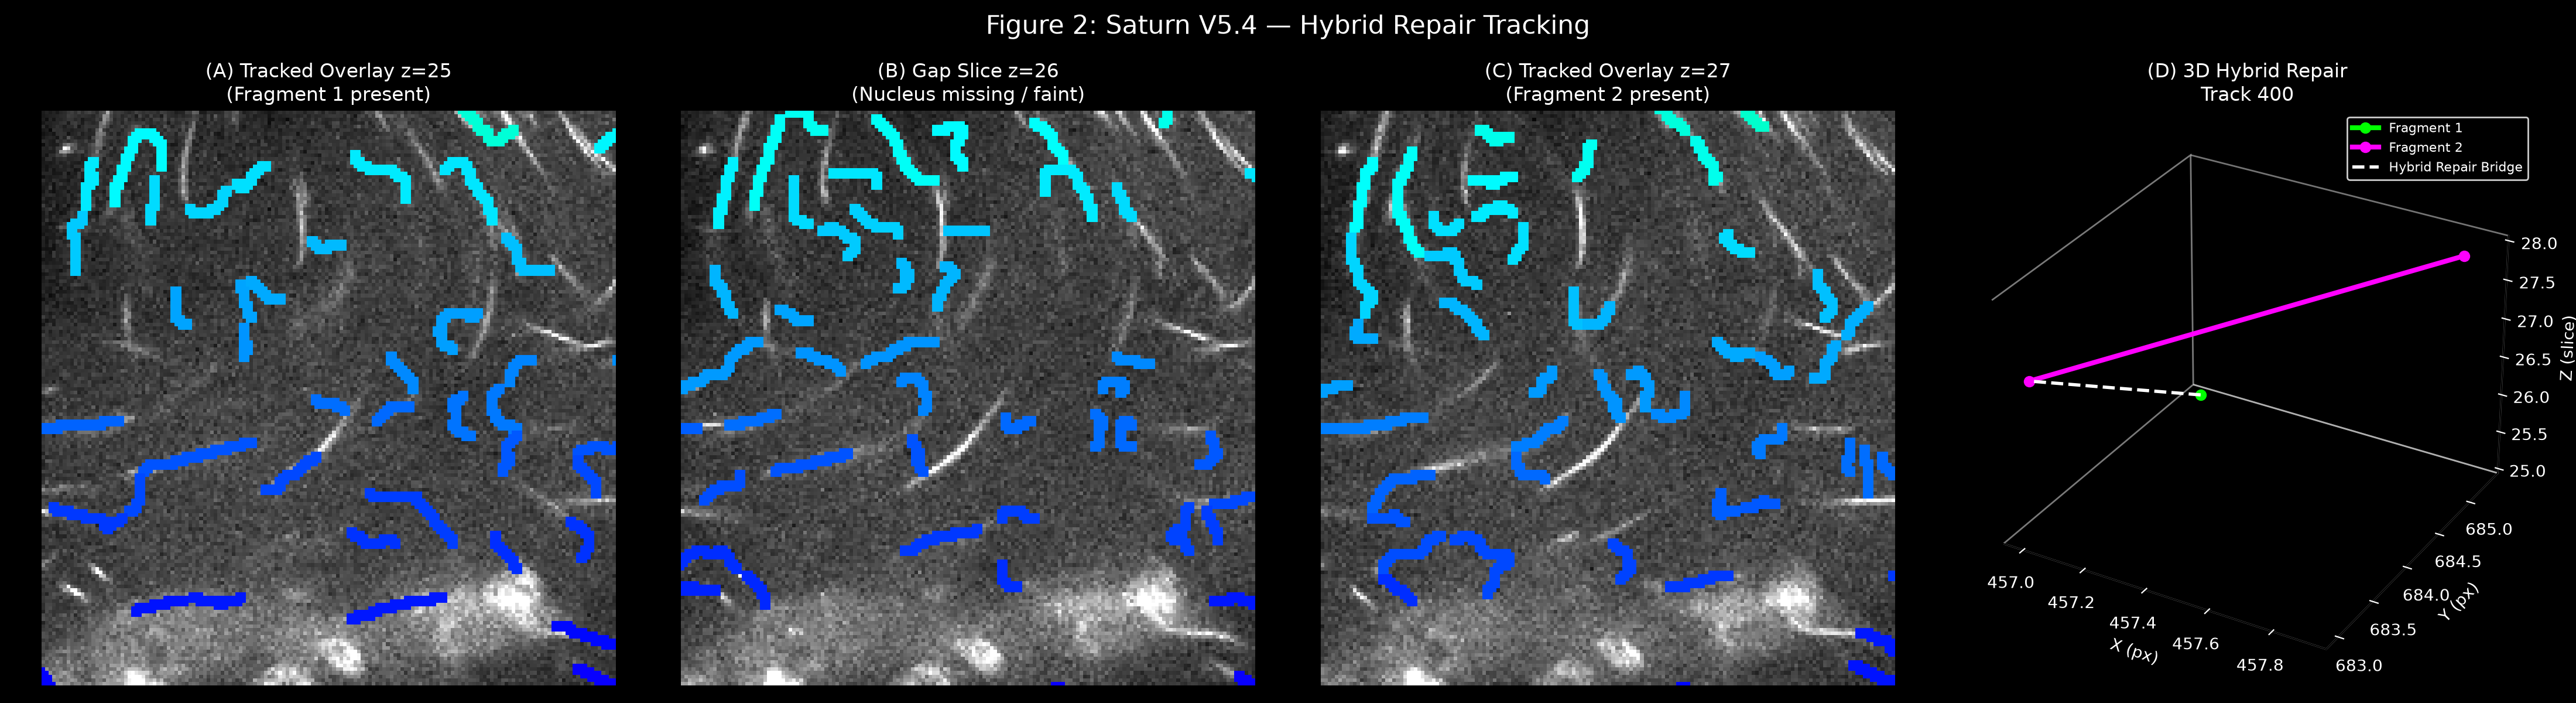 Figure 2: Saturn V5.4 — Hybrid Repair Tracking
(A) Tracked Overlay z=25
(Fragment 1 present)
(B) Gap Slice z=26
(Nucleus missing / faint)
(C) Tracked Overlay z=27
(Fragment 2 present)
(D) 3D Hybrid Repair
Track 400
Fragment 1
Fragment 2
Hybrid Repair Bridge
28.0
27.5
27.0
26.5
26.0
25.5
25.0
Z (slice)
685.0
684.5
684.0
683.5
683.0
Y (px)
457.0
457.2
457.4
457.6
457.8
X (px)